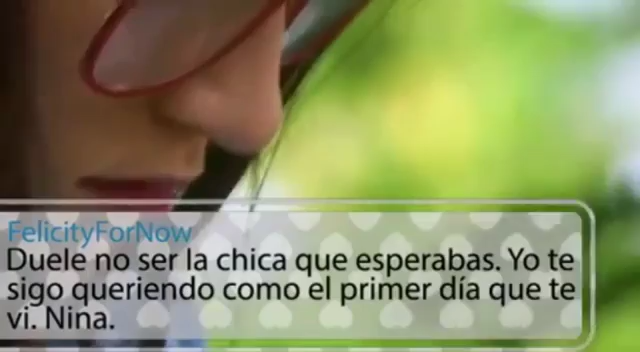 FelicityForNow
Duele no ser la chica que esperabas. Yo te
sigo queriendo como el primer día que te
vi. Nina.